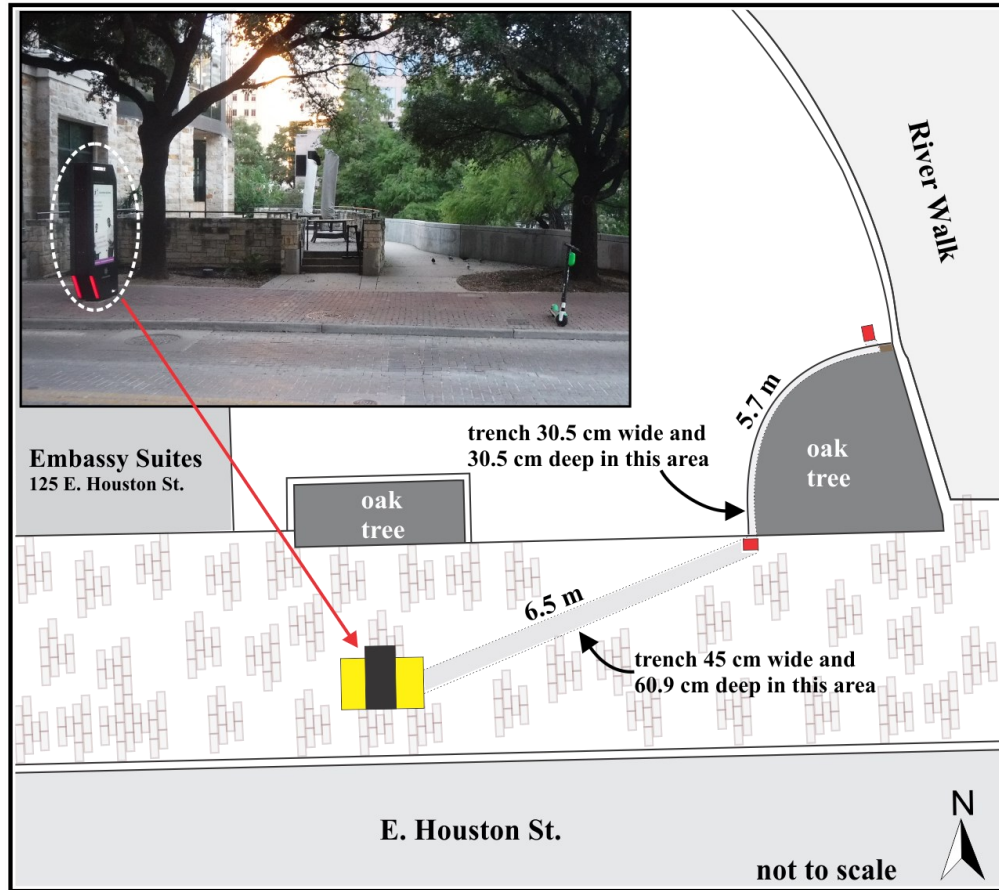 River Walk
5.7 m
trench 30.5 cm wide and
30.5 cm deep in this area
oak
tree
Embassy Suites
125 E. Houston St.
oak
tree
6.5 m
trench 45 cm wide and
60.9 cm deep in this area
E. Houston St.
N
not to scale